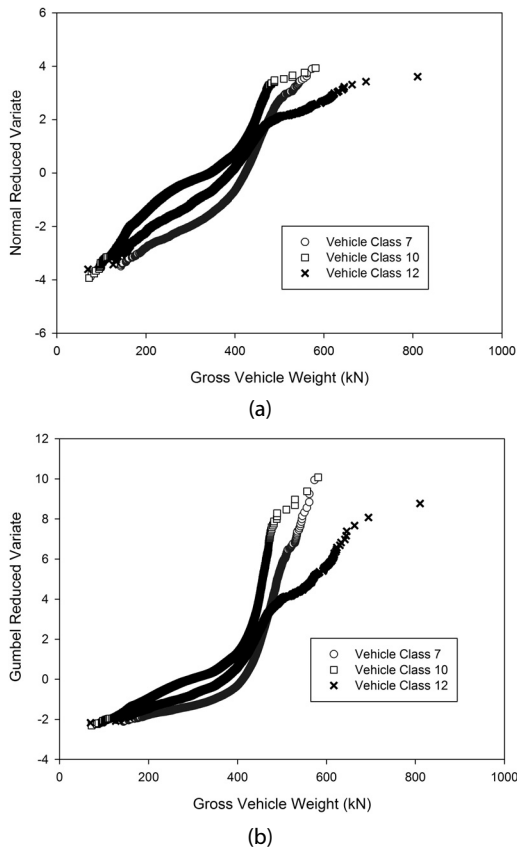 4
2
0
-2
-4
-6
Normal Reduced Variate
Vehicle Class 7
Vehicle Class 10
Vehicle Class 12
0 200 400 600 800 1000
Gross Vehicle Weight (kN)
(a)
12
10
8
6
4
2
0
-2
-4
Gumbel Reduced Variate
Vehicle Class 7
Vehicle Class 10
Vehicle Class 12
0 200 400 600 800 1000
Gross Vehicle Weight (kN)
(b)